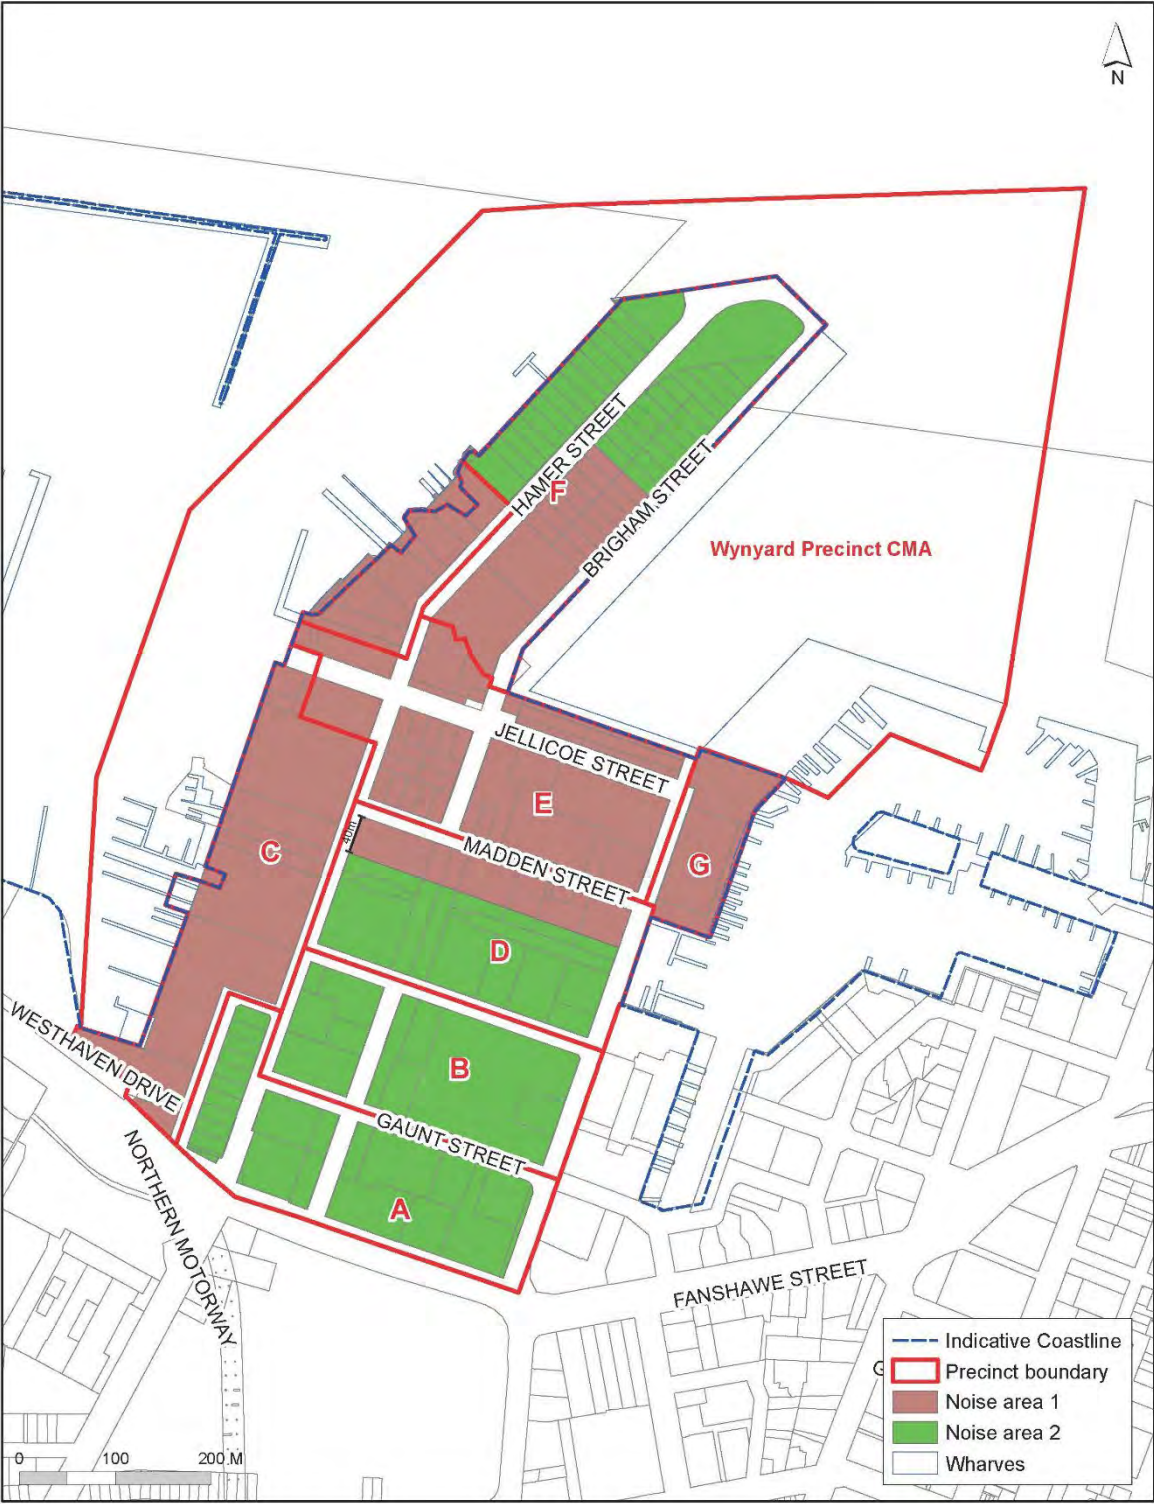 N
HAMER STREET
F
BRIGHAM STREET
Wynyard Precinct CMA
JELLICOE STREET
E
40m
C
MADDEN STREET
G
D
WESTHAVEN DRIVE
B
GAUNT STREET
NORTHERN MOTORWAY
A
FANSHAWE STREET
Indicative Coastline
G
Precinct boundary
Noise area 1
Noise area 2
Wharves
0 100 200 M